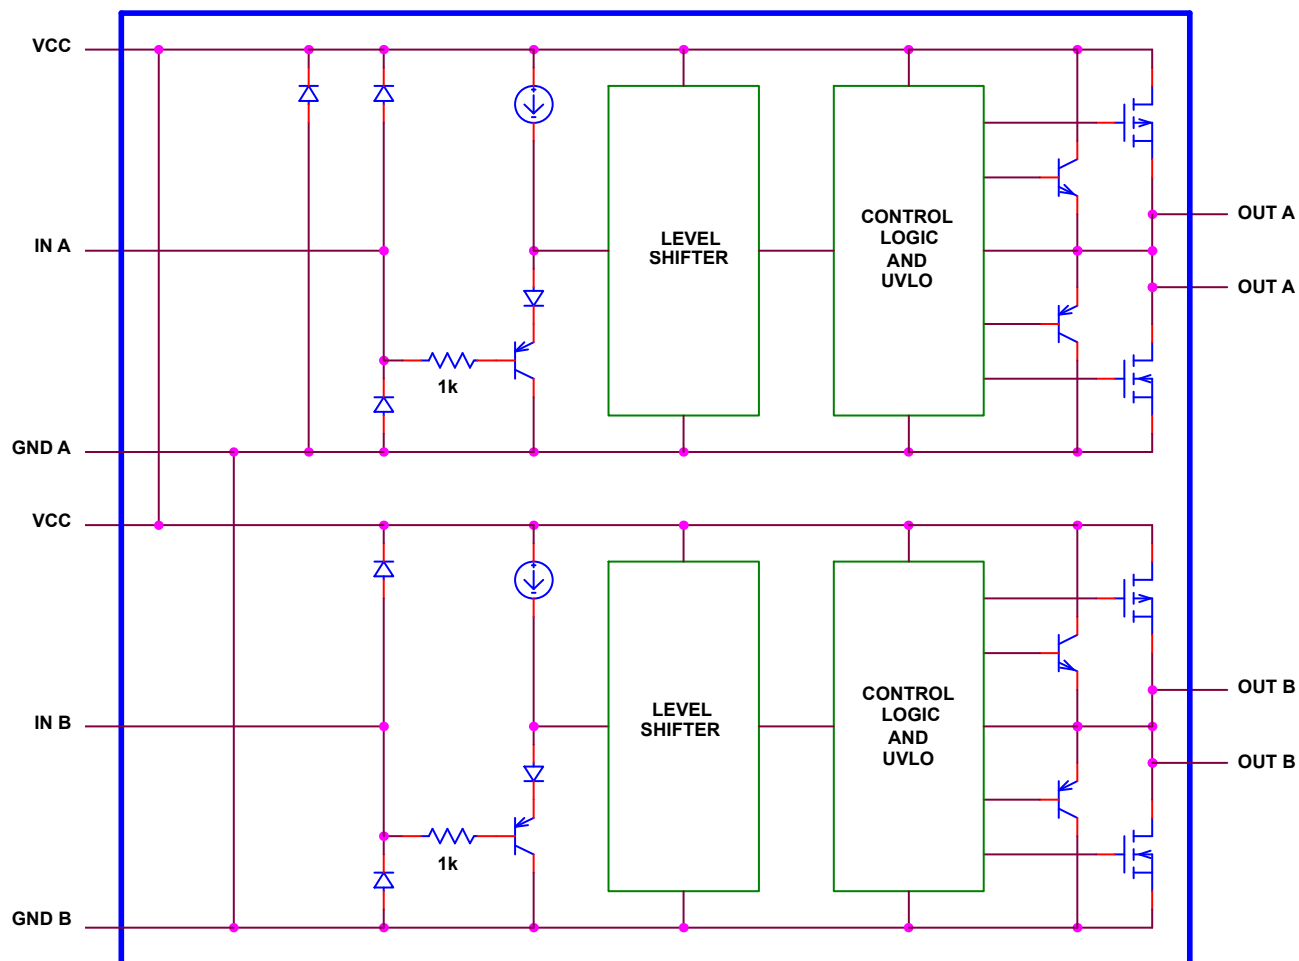 VCC
IN A
LEVEL
SHIFTER
CONTROL
LOGIC
AND
UVLO
OUT A
OUT A
1k
GND A
VCC
IN B
LEVEL
SHIFTER
CONTROL
LOGIC
AND
UVLO
OUT B
OUT B
1k
GND B